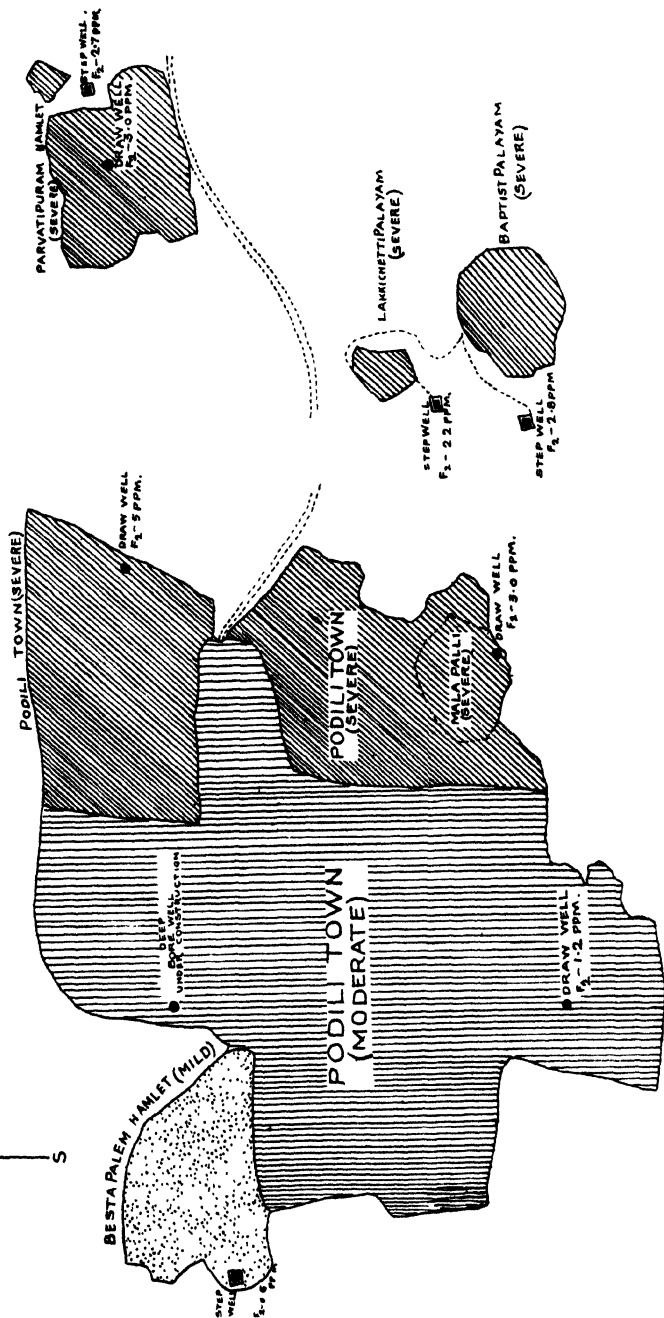 S
BESTAPALEM HAMLET (MILD)
STEP
WELL
PODILI TOWN
(MODERATE)
DEEP
BORE WELL
UNDER CONSTRUCTION
DRAW WELL
F₂-1.2 PPM.
PODILI TOWN (SEVERE)
DRAW WELL
F₂-5 PPM.
PODILI TOWN
(SEVERE)
MALA PALLI
(SEVERE)
DRAW WELL
F₂-3.0 PPM.
PARVATIPURAM HAMLET
(SEVERE)
STEP WELL.
F₂-2.7 PPM.
DRAW WELL
F₂-3.0 PPM.
LAKKICHETTI PALAYAM
(SEVERE)
STEP WELL
F₂-2.2 PPM.
BAPTIST PALAYAM
(SEVERE)
STEP WELL
F₂-2.8 PPM